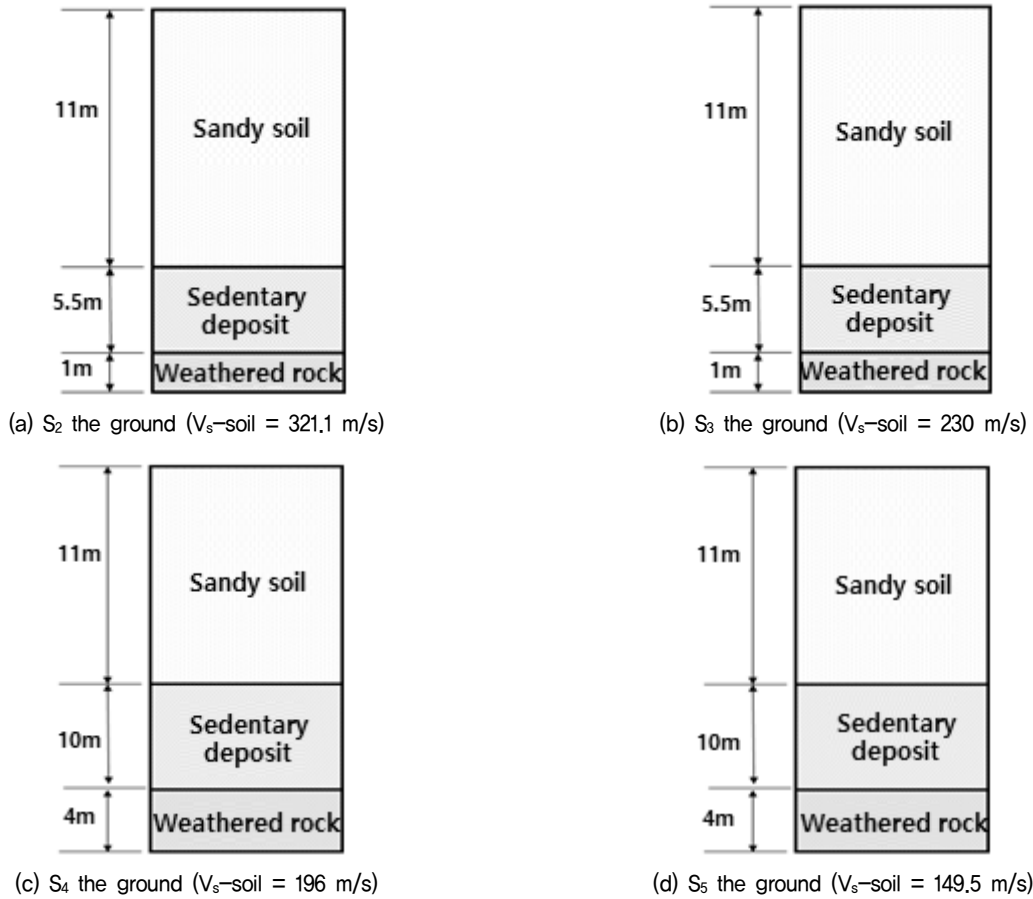 11m
Sandy soil
5.5m
Sedentary
deposit
1m
Weathered rock
(a) S₂ the ground (Vₛ-soil = 321.1 m/s)
11m
Sandy soil
5.5m
Sedentary
deposit
1m
Weathered rock
(b) S₃ the ground (Vₛ-soil = 230 m/s)
11m
Sandy soil
10m
Sedentary
deposit
4m
Weathered rock
(c) S₄ the ground (Vₛ-soil = 196 m/s)
11m
Sandy soil
10m
Sedentary
deposit
4m
Weathered rock
(d) S₅ the ground (Vₛ-soil = 149.5 m/s)